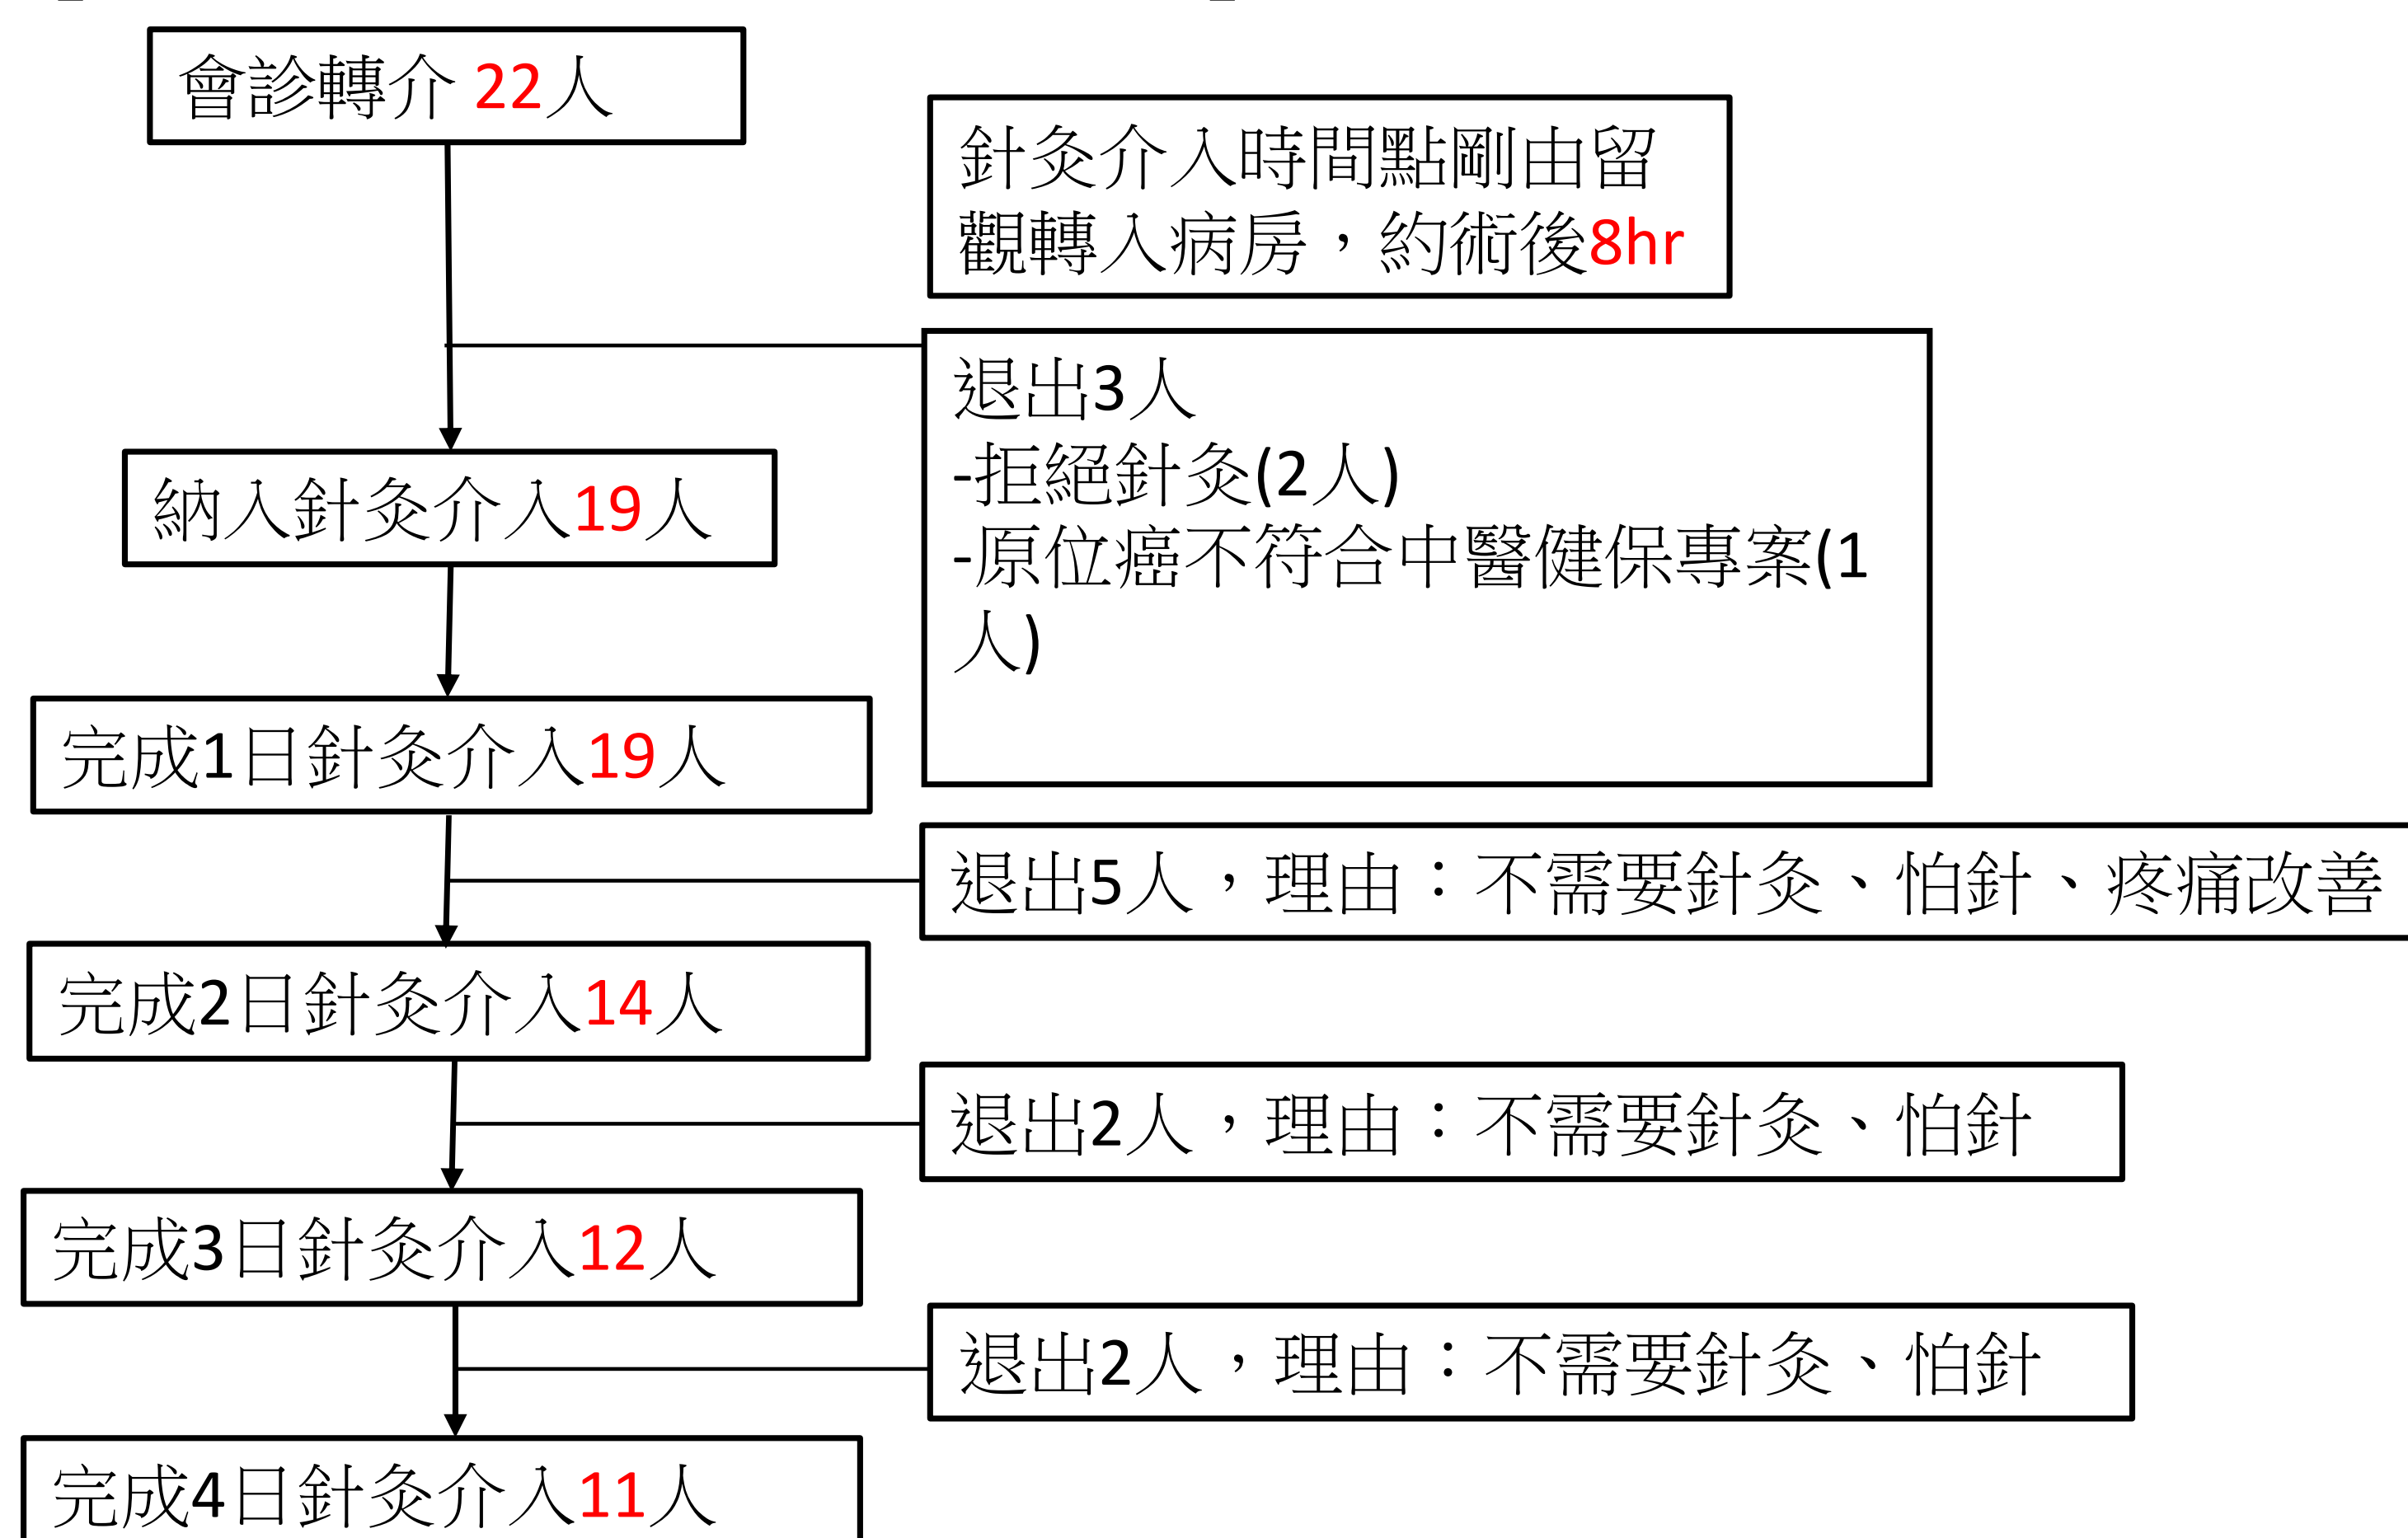 會診轉介 22人
針灸介入時間點剛由留
觀轉入病房，約術後8hr
退出3人
-拒絕針灸(2人)
-原位癌不符合中醫健保專案(1
人)
納入針灸介入19人
完成1日針灸介入19人
退出5人，理由：不需要針灸、怕針、疼痛改善
完成2日針灸介入14人
退出2人，理由：不需要針灸、怕針
完成3日針灸介入12人
退出2人，理由：不需要針灸、怕針
完成4日針灸介入11人